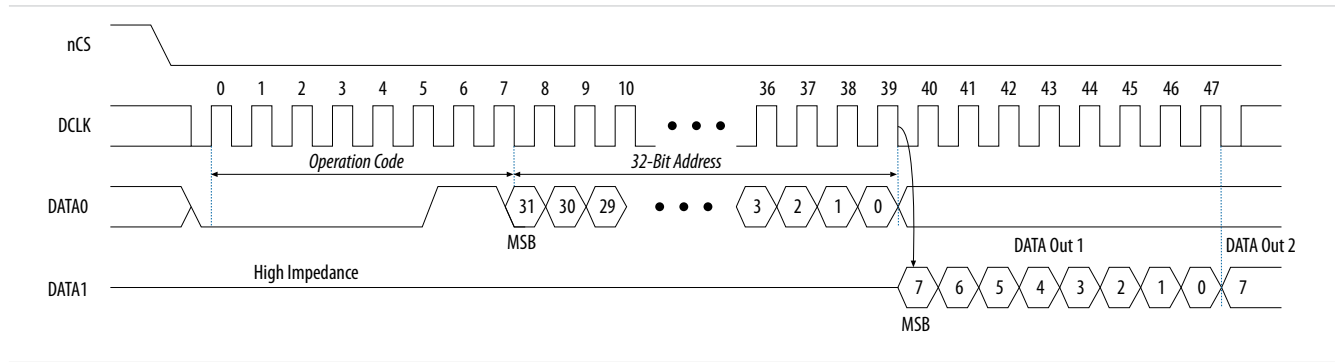 nCS
0 1 2 3 4 5 6 7 8 9 10 36 37 38 39 40 41 42 43 44 45 46 47
DCLK
Operation Code 32-Bit Address
DATA0 31 30 29 3 2 1 0
MSB DATA Out 1 DATA Out 2
High Impedance
DATA1 7 6 5 4 3 2 1 0 7
MSB